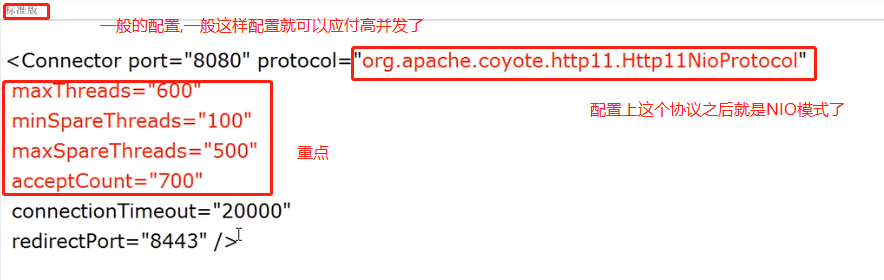 标准版
一般的配置,一般这样配置就可以应付高并发了
<Connector port="8080" protocol="org.apache.coyote.http11.Http11NioProtocol"
maxThreads="600"
配置上这个协议之后就是NIO模式了
minSpareThreads="100"
maxSpareThreads="500"
重点
acceptCount="700"
connectionTimeout="20000"
redirectPort="8443" />